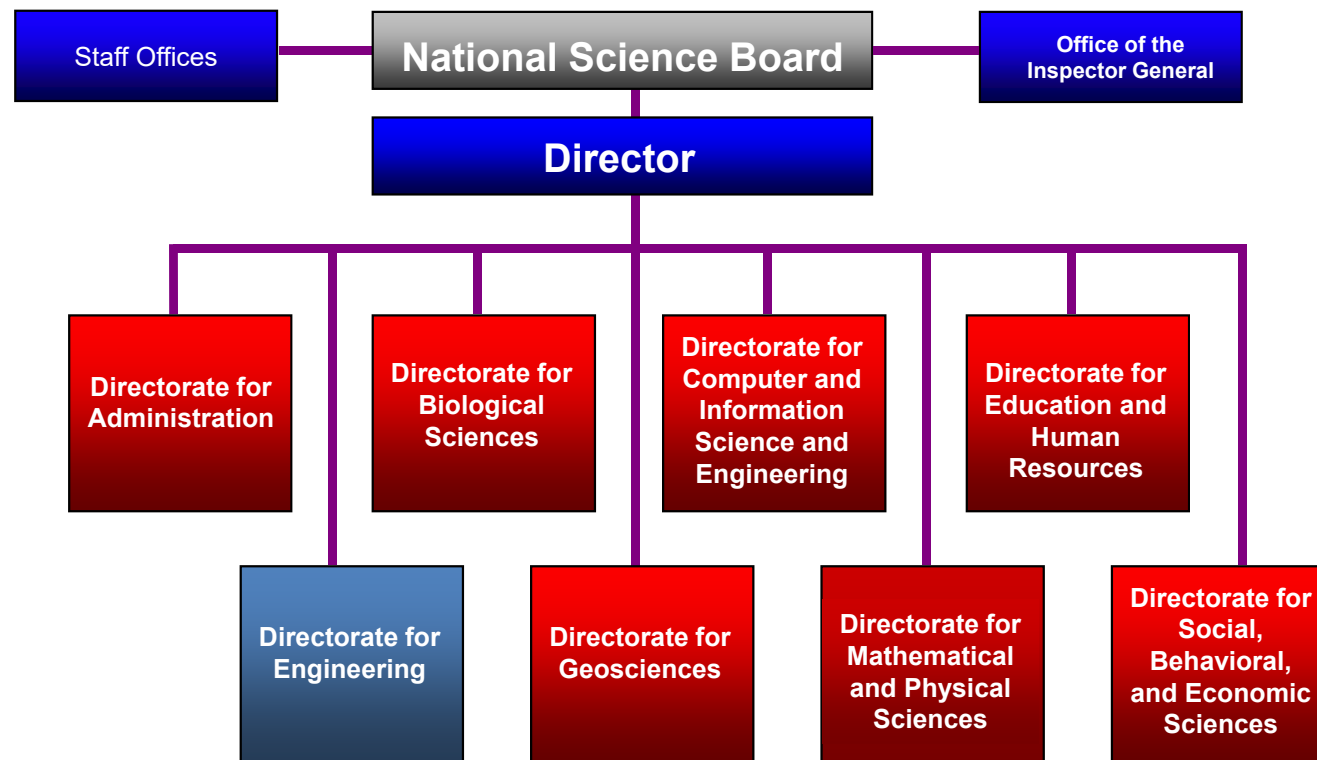 Staff Offices
National Science Board
Office of the
Inspector General
Director
Directorate for
Administration
Directorate for
Biological
Sciences
Directorate for
Computer and
Information
Science and
Engineering
Directorate for
Education and
Human
Resources
Directorate for
Engineering
Directorate for
Geosciences
Directorate for
Mathematical
and Physical
Sciences
Directorate for
Social,
Behavioral,
and Economic
Sciences